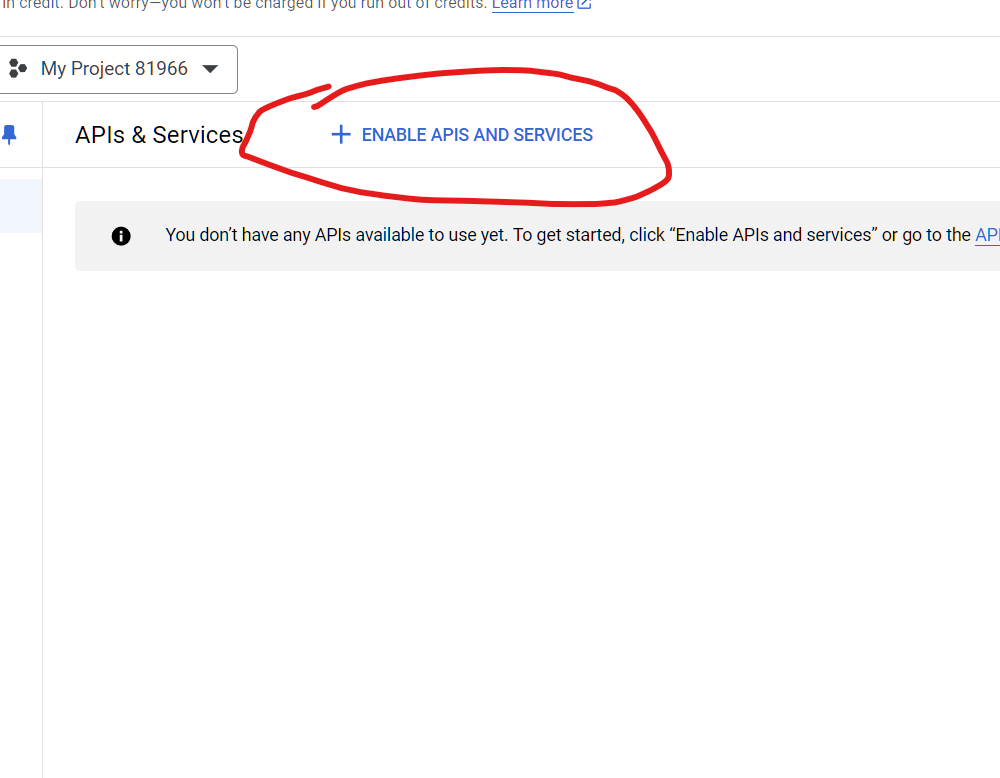 in credit. Don't worry—you won't be charged if you run out of credits. Learn more
My Project 81966
APIs & Services
ENABLE APIS AND SERVICES
You don't have any APIs available to use yet. To get started, click “Enable APIs and services” or go to the API